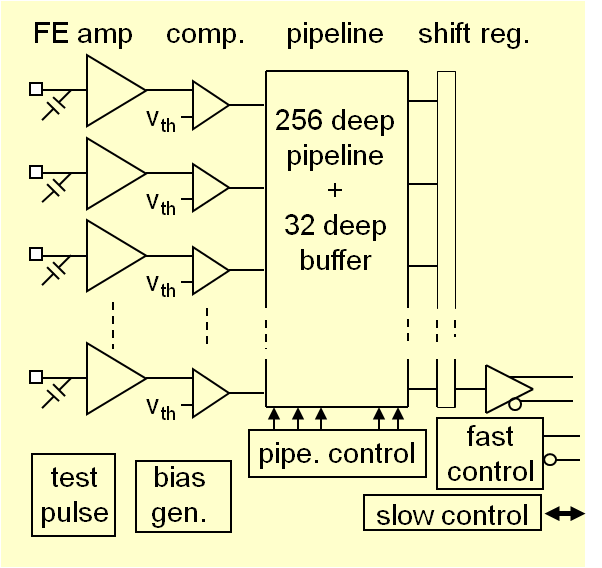 FE amp comp. pipeline shift reg.
256 deep
pipeline
+
32 deep
buffer
Vth
Vth
Vth
Vth
pipe. control
fast
control
test
pulse
bias
gen.
slow control